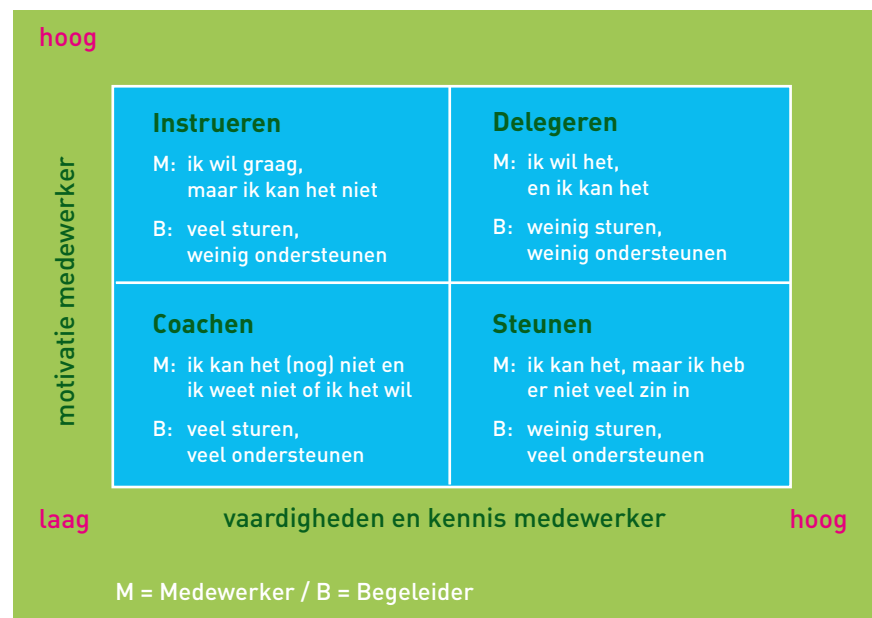 hoog
motivatie medewerker
Instrueren
M: ik wil graag,
maar ik kan het niet
B: veel sturen,
weinig ondersteunen
Delegeren
M: ik wil het,
en ik kan het
B: weinig sturen,
weinig ondersteunen
Coachen
M: ik kan het (nog) niet en
ik weet niet of ik het wil
B: veel sturen,
veel ondersteunen
Steunen
M: ik kan het, maar ik heb
er niet veel zin in
B: weinig sturen,
veel ondersteunen
laag
vaardigheden en kennis medewerker
hoog
M = Medewerker / B = Begeleider